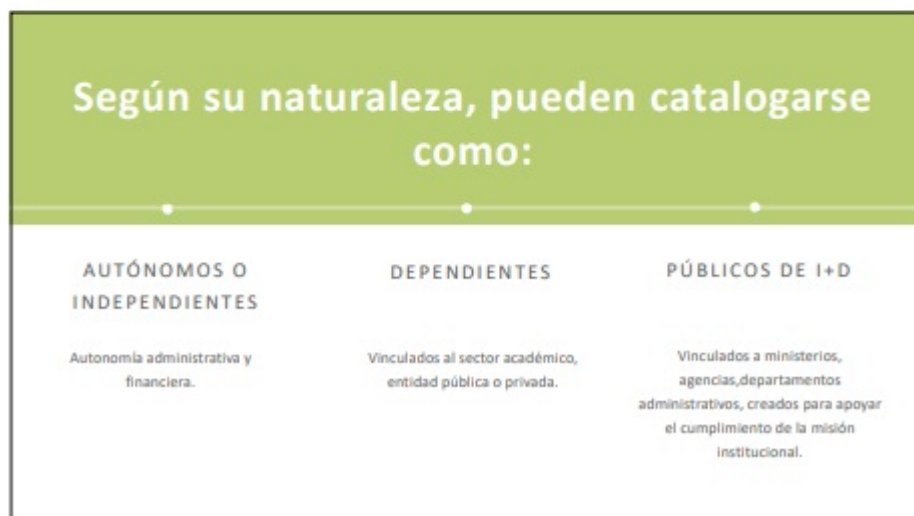 Según su naturaleza, pueden catalogarse
como:
AUTÓNOMOS O
INDEPENDIENTES
Autonomía administrativa y
financiera.
DEPENDIENTES
Vinculados al sector académico,
entidad pública o privada.
PÚBLICOS DE I+D
Vinculados a ministerios,
agencias,departamentos
administrativos, creados para apoyar
el cumplimiento de la misión
institucional.